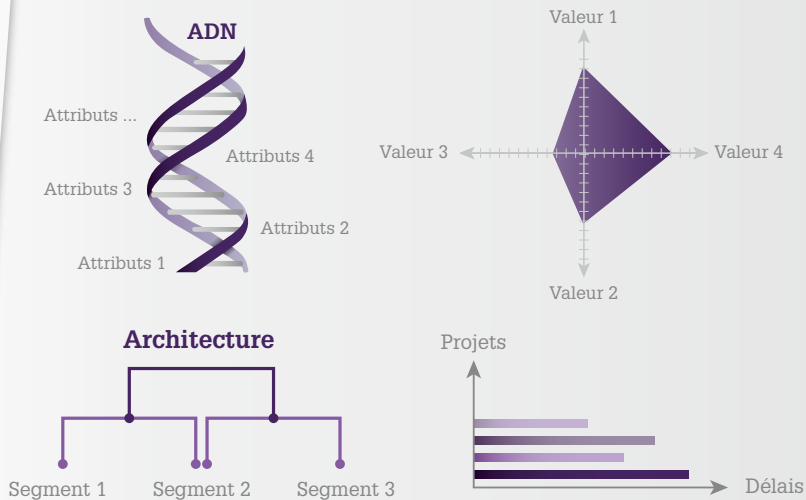 ADN
Attributs ...
Attributs 4
Attributs 3
Attributs 2
Attributs 1
Valeur 1
Valeur 3
Valeur 4
Valeur 2
Architecture
Segment 1
Segment 2
Segment 3
Projets
Délais